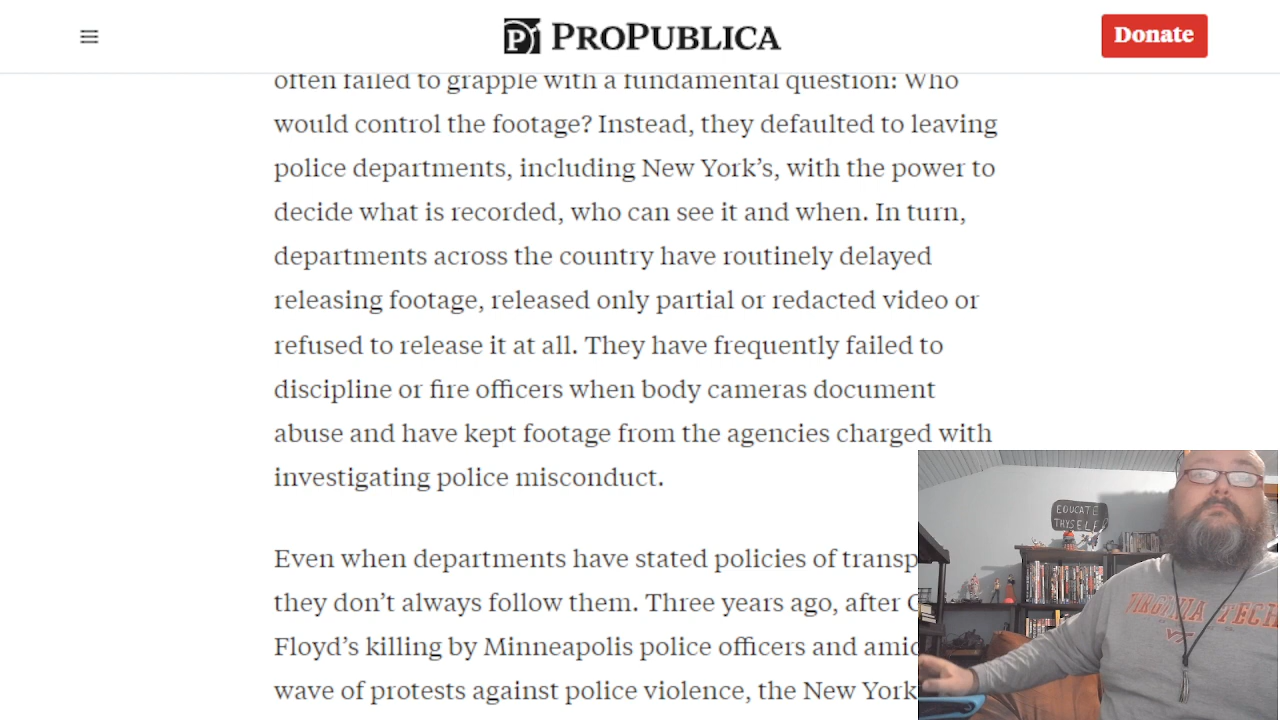 PROPUBLICA
Donate
often failed to grapple with a fundamental question: Who
would control the footage? Instead, they defaulted to leaving
police departments, including New York’s, with the power to
decide what is recorded, who can see it and when. In turn,
departments across the country have routinely delayed
releasing footage, released only partial or redacted video or
refused to release it at all. They have frequently failed to
discipline or fire officers when body cameras document
abuse and have kept footage from the agencies charged with
investigating police misconduct.
Even when departments have stated policies of
they don’t always follow them. Three years ago, after
Floyd’s killing by Minneapolis police officers and
wave of protests against police violence, the New York
EDUCATE
THYSELF
VIRGINIA TECH
VT